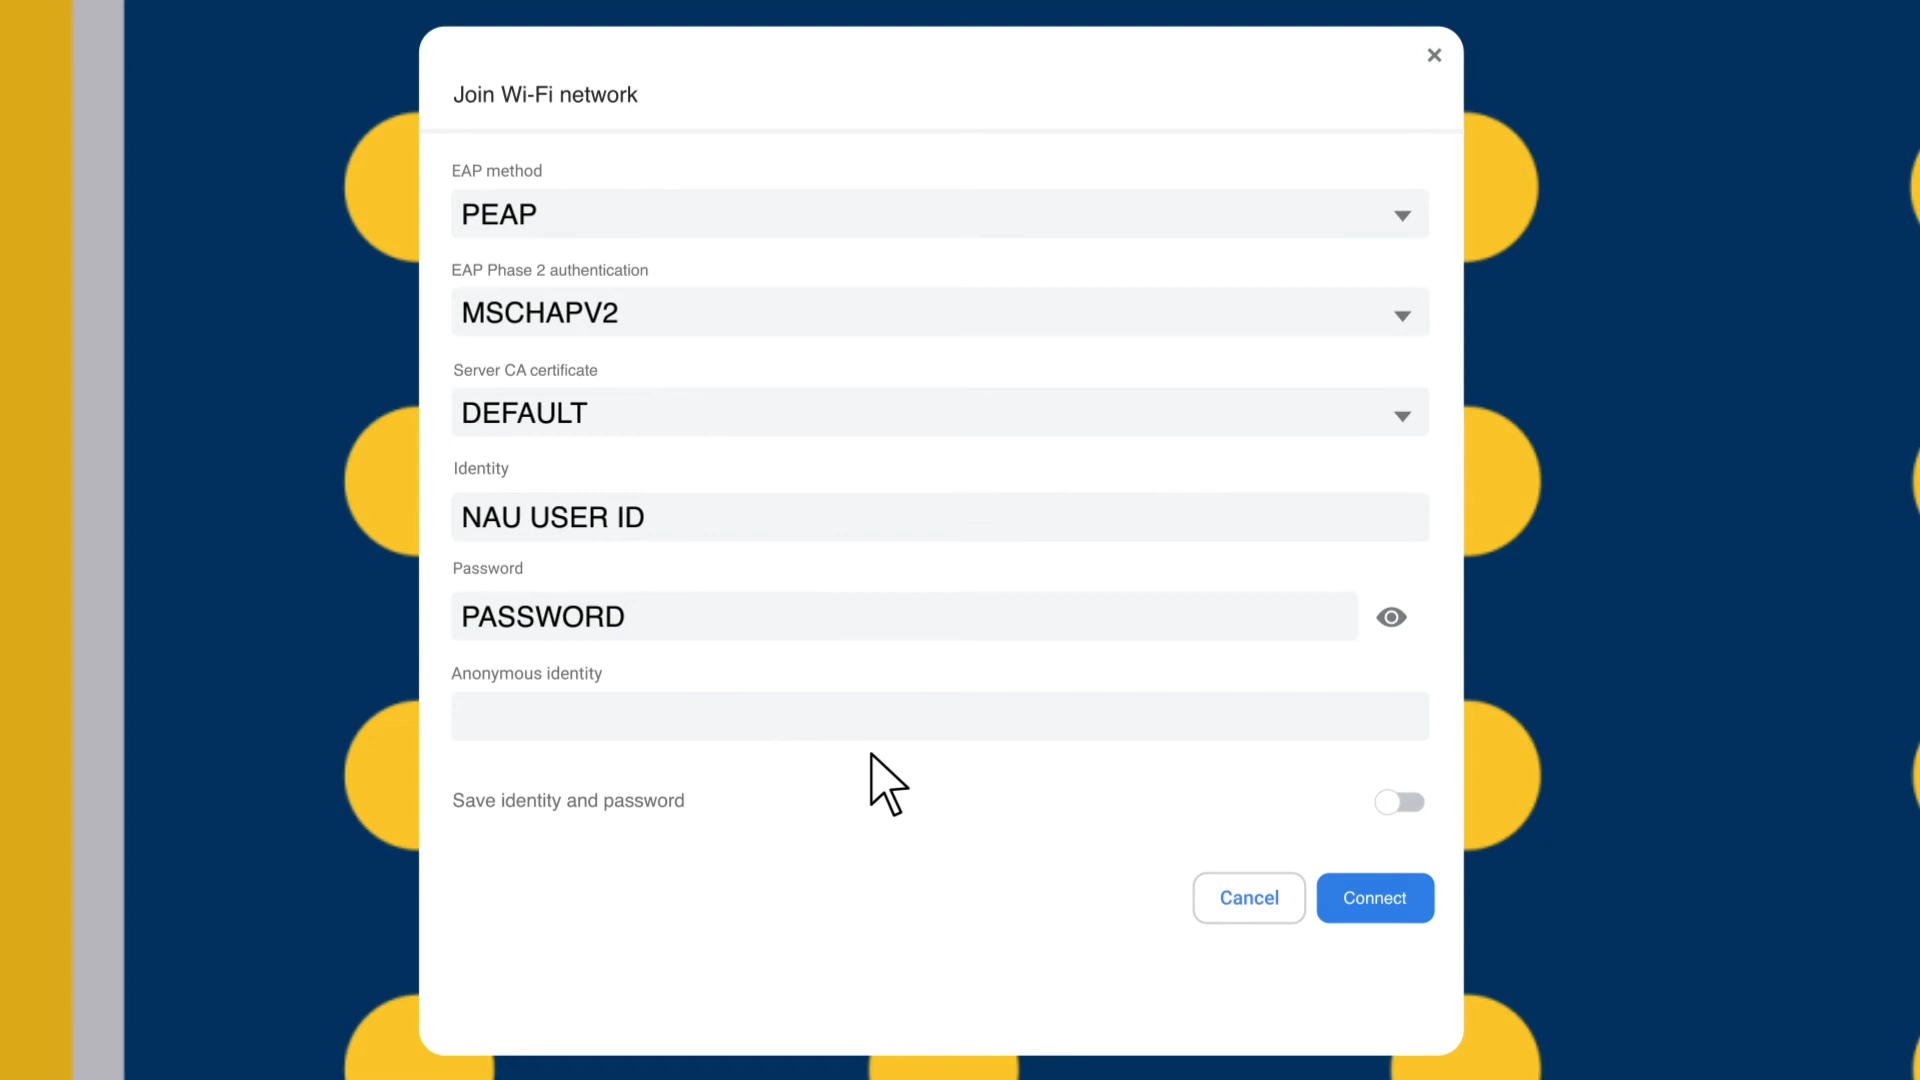 Join Wi-Fi network
EAP method
PEAP
EAP Phase 2 authentication
MSCHAPV2
Server CA certificate
DEFAULT
Identity
NAU USER ID
Password
PASSWORD
Anonymous identity
Save identity and password
Cancel
Connect